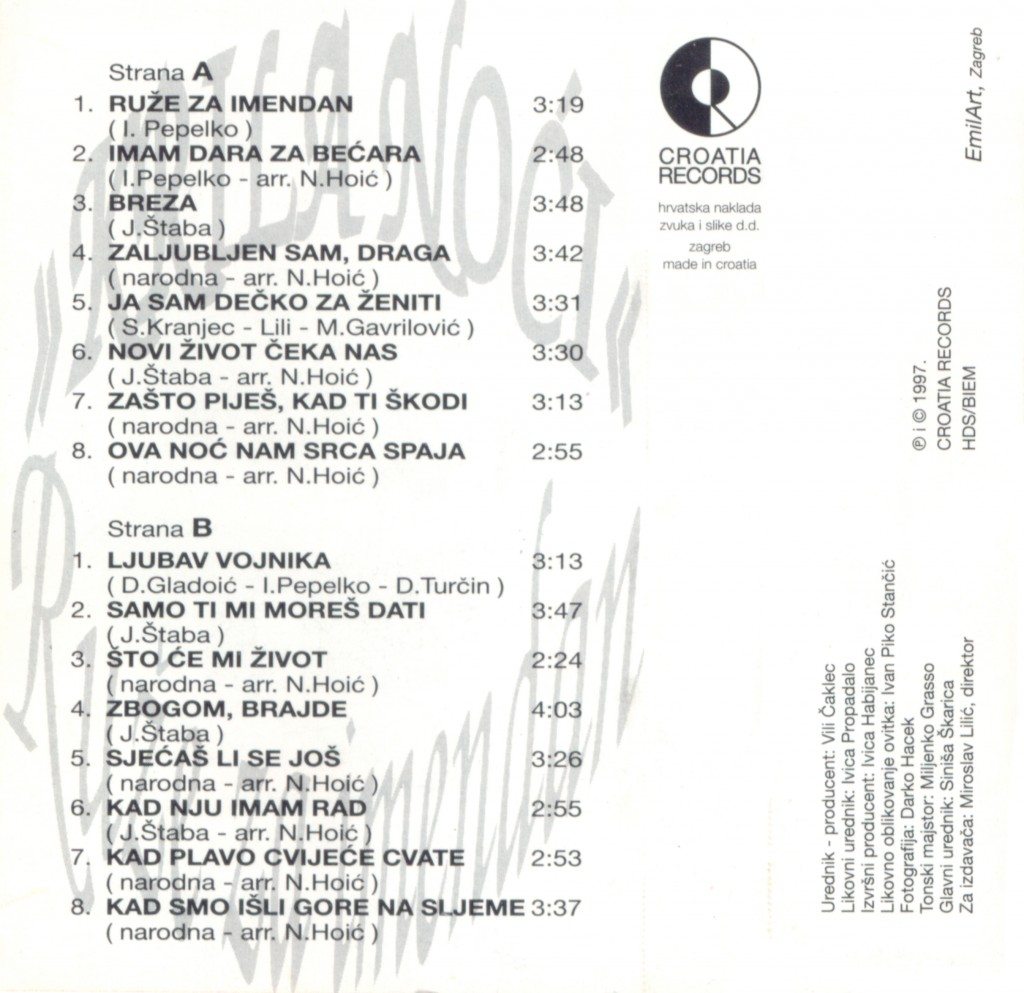 Strana A
1. RUŽE ZA IMENDAN 3:19
( I. Pepelko )
2. IMAM DARA ZA BEĆARA 2:48
( I.Pepelko - arr. N.Hoić )
3. BREZA 3:48
( J.Štaba )
4. ZALJUBLJEN SAM, DRAGA 3:42
( narodna - arr. N.Hoić )
5. JA SAM DEČKO ZA ŽENITI 3:31
( S.Kranjec - Lili - M.Gavrilović )
6. NOVI ŽIVOT ČEKA NAS 3:30
( J.Štaba - arr. N.Hoić )
7. ZAŠTO PIJEŠ, KAD TI ŠKODI 3:13
( narodna - arr. N.Hoić )
8. OVA NOĆ NAM SRCA SPAJA 2:55
( narodna - arr. N.Hoić )
Strana B
1. LJUBAV VOJNIKA 3:13
( D.Gladoić - I.Pepelko - D.Turčin )
2. SAMO TI MI MOREŠ DATI 3:47
( J.Štaba )
3. ŠTO ĆE MI ŽIVOT 2:24
( narodna - arr. N.Hoić )
4. ZBOGOM, BRAJDE 4:03
( J.Štaba )
5. SJEĆAŠ LI SE JOŠ 3:26
( narodna - arr. N.Hoić )
6. KAD NJU IMAM RAD 2:55
( J.Štaba - arr. N.Hoić )
7. KAD PLAVO CVIJEĆE CVATE 2:53
( narodna - arr. N.Hoić )
8. KAD SMO IŠLI GORE NA SLJEME 3:37
( narodna - arr. N.Hoić )
Ruže za imendan
CROATIA
RECORDS
hrvatska naklada
zvuka i slike d.d.
zagreb
made in croatia
EmilArt, Zagreb
℗ i © 1997.
CROATIA RECORDS
HDS/BIEM
Urednik - producent: Vili Čaklec
Likovni urednik: Ivica Propadalo
Izvršni producent: Ivica Habijanec
Likovno oblikovanje ovitka: Ivan Piko Stančić
Fotografija: Darko Hacek
Tonski majstor: Miljenko Grasso
Glavni urednik: Siniša Škarica
Za izdavača: Miroslav Lilić, direktor